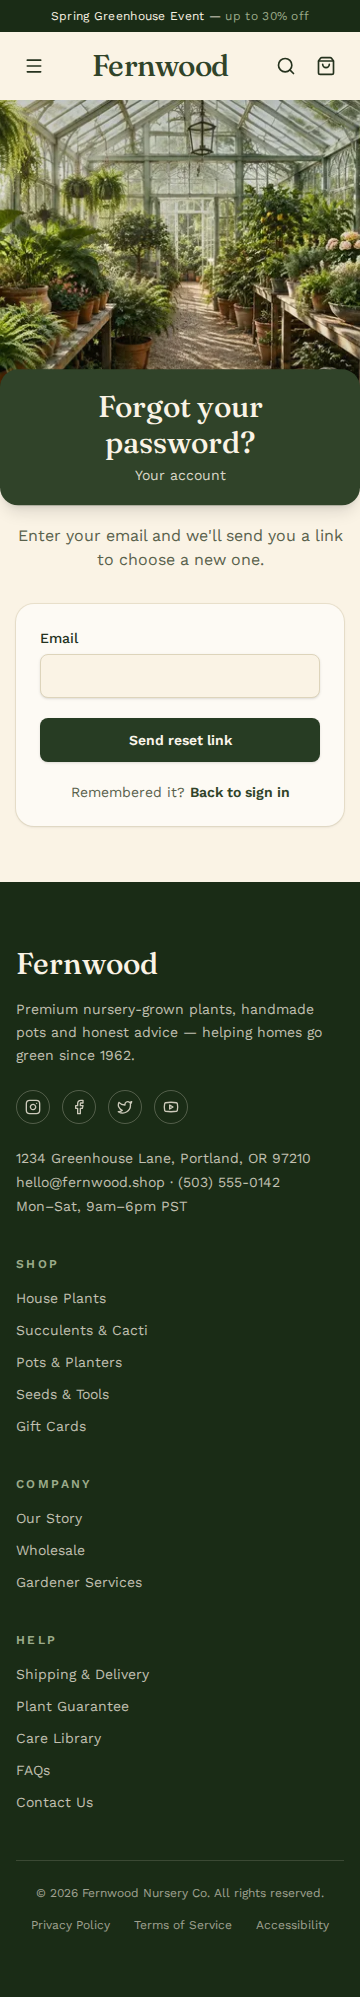 Spring Greenhouse Event — up to 30% off
Fernwood
Forgot your
password?
Your account
Enter your email and we'll send you a link
to choose a new one.
Email
Send reset link
Remembered it? Back to sign in
Fernwood
Premium nursery-grown plants, handmade
pots and honest advice — helping homes go
green since 1962.
1234 Greenhouse Lane, Portland, OR 97210
hello@fernwood.shop · (503) 555-0142
Mon–Sat, 9am–6pm PST
SHOP
House Plants
Succulents & Cacti
Pots & Planters
Seeds & Tools
Gift Cards
COMPANY
Our Story
Wholesale
Gardener Services
HELP
Shipping & Delivery
Plant Guarantee
Care Library
FAQs
Contact Us
© 2026 Fernwood Nursery Co. All rights reserved.
Privacy Policy Terms of Service Accessibility